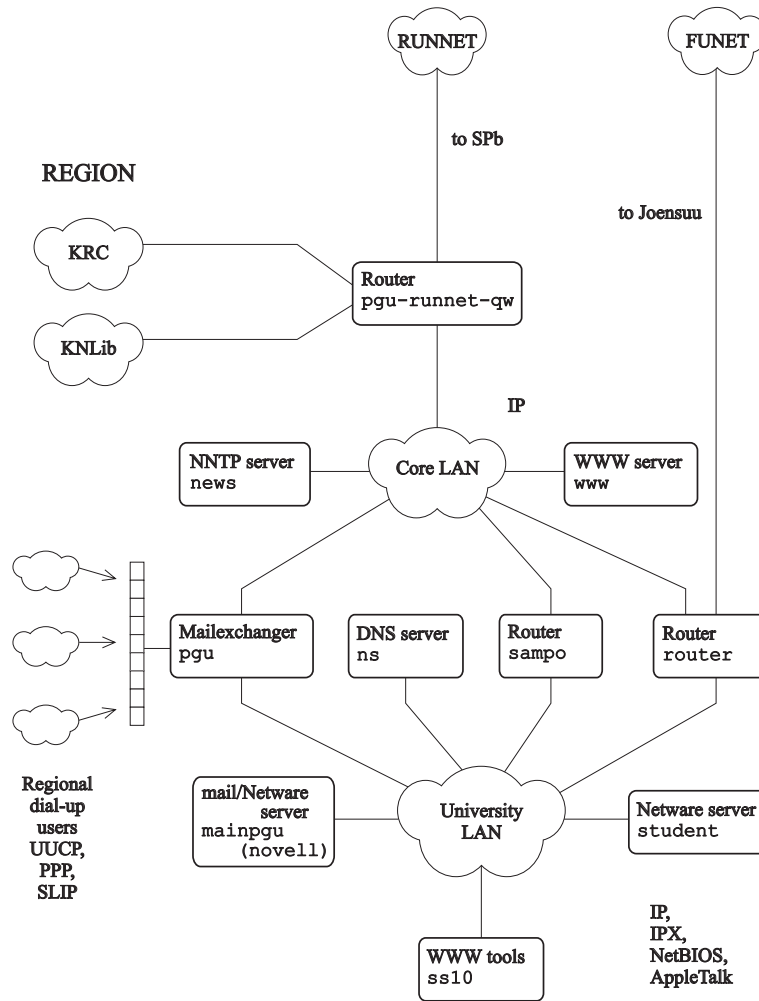 RUNNET
FUNET
to SPb
REGION
to Joensuu
KRC
Router
pgu-runnet-qw
KNLib
IP
NNTP server
news
Core LAN
WWW server
www
Mailexchanger
pgu
DNS server
ns
Router
sampo
Router
router
Regional
dial-up
users
UUCP,
PPP,
SLIP
mail/Netware
server
mainpgu
(novell)
University
LAN
Netware server
student
WWW tools
ss10
IP,
IPX,
NetBIOS,
AppleTalk